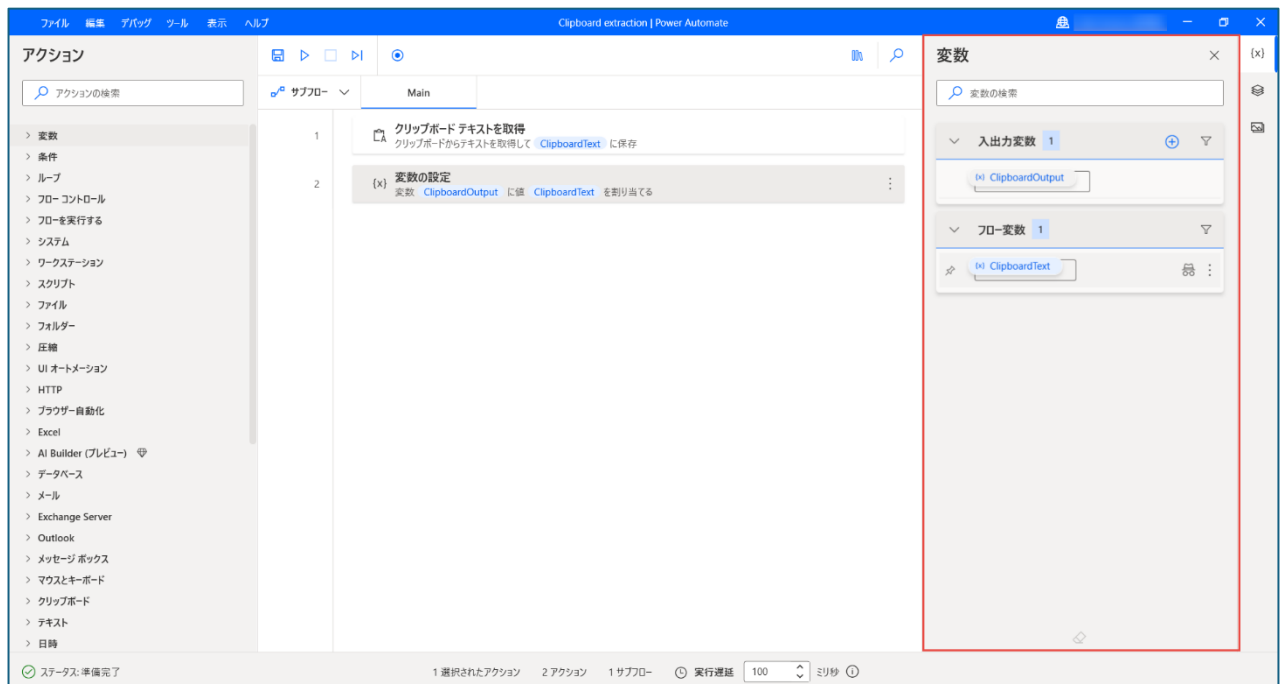 ファイル 編集 デバッグ ツール 表示 ヘルプ
Clipboard extraction | Power Automate
アクション
アクションの検索
変数
条件
ループ
フロー コントロール
フローを実行する
システム
ワークステーション
スクリプト
ファイル
フォルダー
圧縮
UI オートメーション
HTTP
ブラウザー自動化
Excel
AI Builder (プレビュー)
データベース
メール
Exchange Server
Outlook
メッセージ ボックス
マウスとキーボード
クリップボード
テキスト
日時
サブフロー
Main
1
クリップボード テキストを取得
クリップボードからテキストを取得して ClipboardText に保存
2
{x} 変数の設定
変数 ClipboardOutput に値 ClipboardText を割り当てる
変数
{x}
変数の検索
入出力変数 1
(x) ClipboardOutput
フロー変数 1
(x) ClipboardText
ステータス: 準備完了
1 選択されたアクション
2 アクション
1 サブフロー
実行遅延
100
ミリ秒